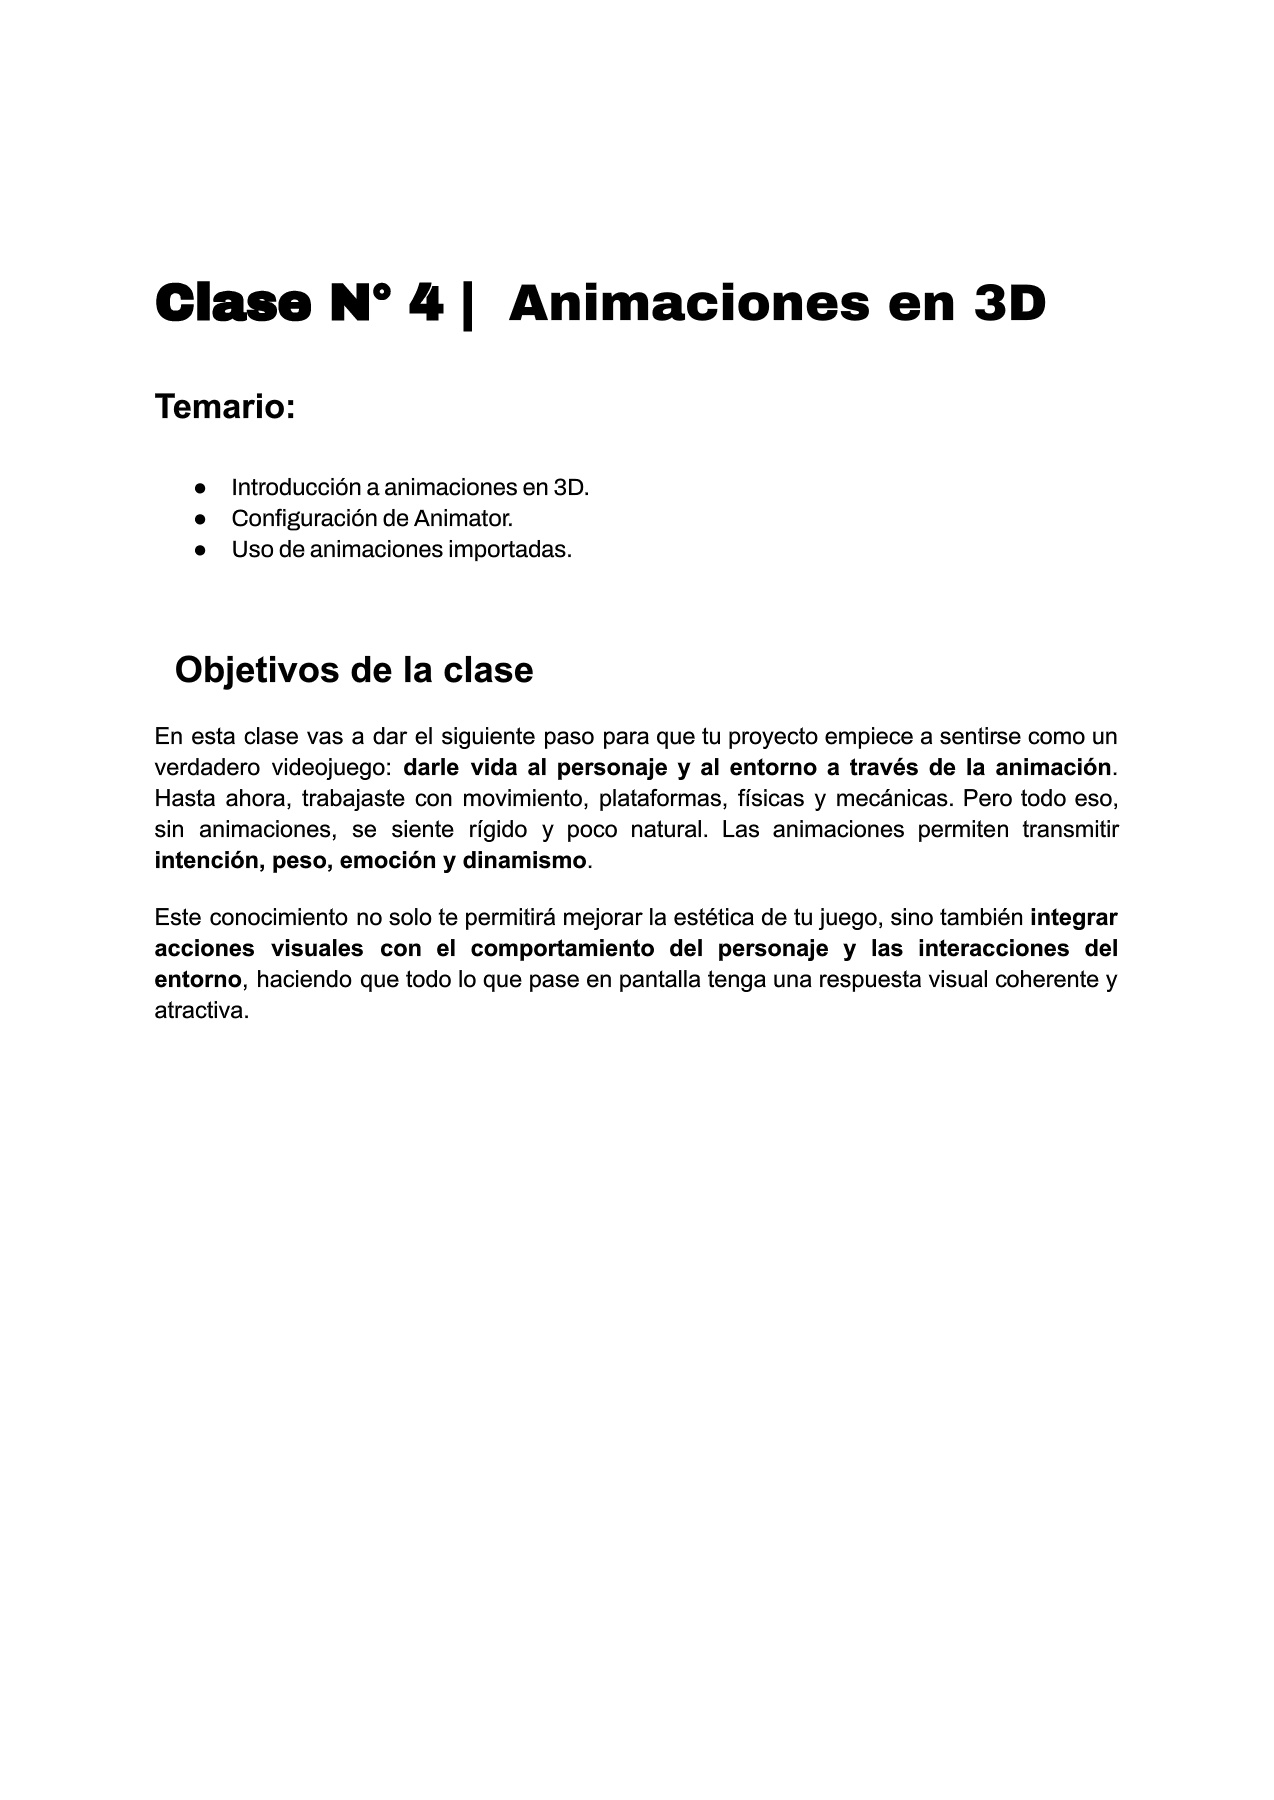 Clase N° 4 | Animaciones en 3D
Temario:
● Introducción a animaciones en 3D.
● Configuración de Animator.
● Uso de animaciones importadas.
Objetivos de la clase
En esta clase vas a dar el siguiente paso para que tu proyecto empiece a sentirse como un
verdadero videojuego: darle vida al personaje y al entorno a través de la animación.
Hasta ahora, trabajaste con movimiento, plataformas, físicas y mecánicas. Pero todo eso,
sin animaciones, se siente rígido y poco natural. Las animaciones permiten transmitir
intención, peso, emoción y dinamismo.
Este conocimiento no solo te permitirá mejorar la estética de tu juego, sino también integrar
acciones visuales con el comportamiento del personaje y las interacciones del
entorno, haciendo que todo lo que pase en pantalla tenga una respuesta visual coherente y
atractiva.